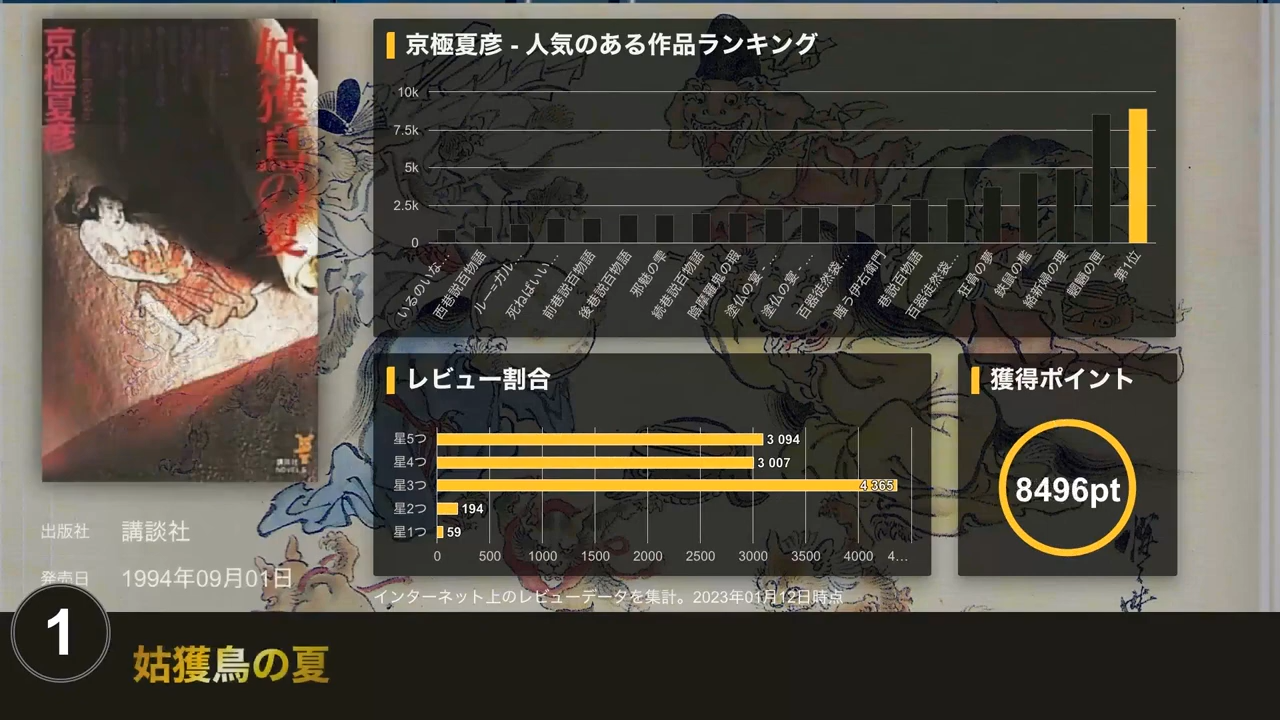 京極夏彦
姑獲鳥の夏
講談社
NOVELS
出版社 講談社
発売日 1994年09月01日
京極夏彦 - 人気のある作品ランキング
10k
7.5k
5k
2.5k
0
いるのいな…
西巷説百物語
ルー=ガル…
死ねばいい…
前巷説百物語
後巷説百物語
邪魅の雫
続巷説百物語
陰摩羅鬼の瑕
塗仏の宴 …
塗仏の宴 …
百器徒然袋…
嗤う伊右衛門
巷説百物語
百器徒然袋…
狂骨の夢
鉄鼠の檻
絡新婦の理
魍魎の匣
第1位
レビュー割合
星5つ 3 094
星4つ 3 007
星3つ 4 365
星2つ 194
星1つ 59
0 500 1000 1500 2000 2500 3000 3500 4000 4…
獲得ポイント
8496pt
インターネット上のレビューデータを集計。2023年01月12日時点
1
姑獲鳥の夏